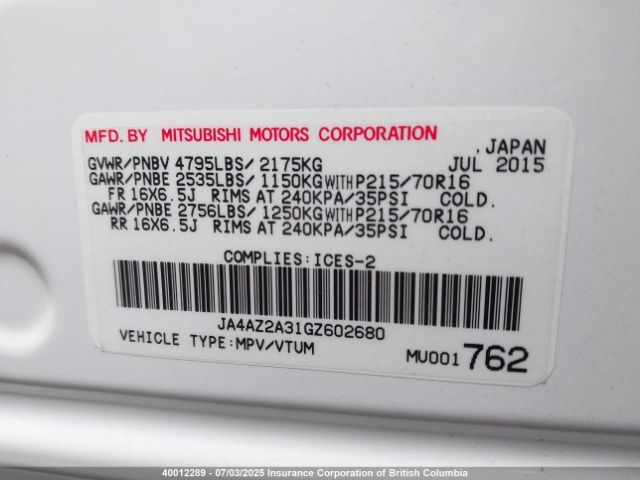 MFD. BY MITSUBISHI MOTORS CORPORATION
, JAPAN
GVWR/PNBV 4795LBS/ 2175KG JUL 2015
GAWR/PNBE 2535LBS/ 1150KG WITH P215/70R16
FR 16X6.5J RIMS AT 240KPA/35PSI COLD.
GAWR/PNBE 2756LBS/ 1250KG WITH P215/70R16
RR 16X6.5J RIMS AT 240KPA/35PSI COLD.
COMPLIES:ICES-2
JA4AZ2A31GZ602680
VEHICLE TYPE:MPV/VTUM MU001 762
40012289 - 07/03/2025 Insurance Corporation of British Columbia